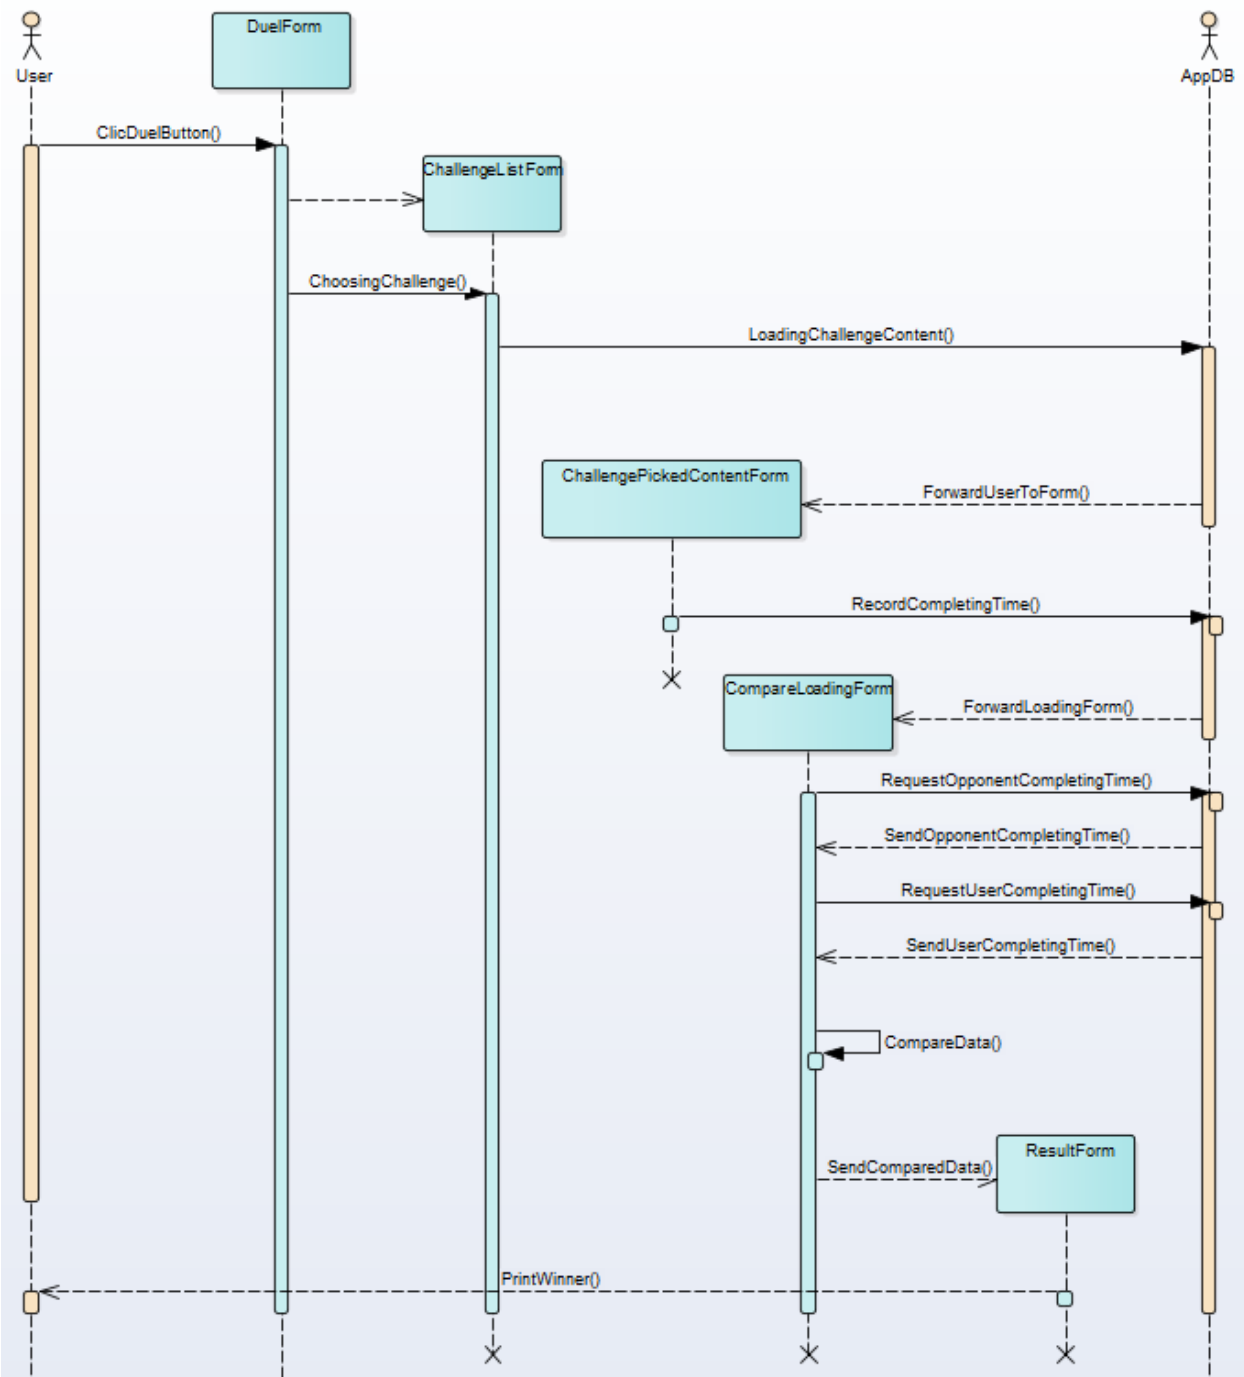 DuelForm
User
AppDB
ClicDuelButton()
ChallengeListForm
ChoosingChallenge()
LoadingChallengeContent()
ChallengePickedContentForm
ForwardUserToForm()
RecordCompletingTime()
CompareLoadingForm
ForwardLoadingForm()
RequestOpponentCompletingTime()
SendOpponentCompletingTime()
RequestUserCompletingTime()
SendUserCompletingTime()
CompareData()
ResultForm
SendComparedData()
PrintWinner()